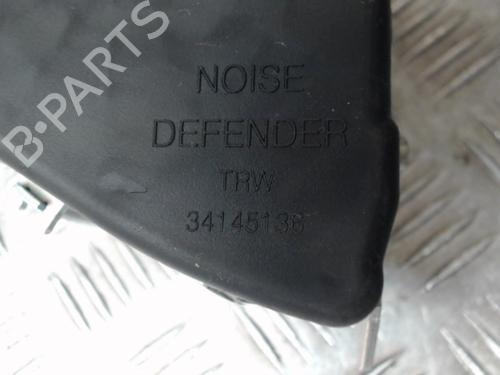 B-PARTS
NOISE
DEFENDER
TRW
34145136